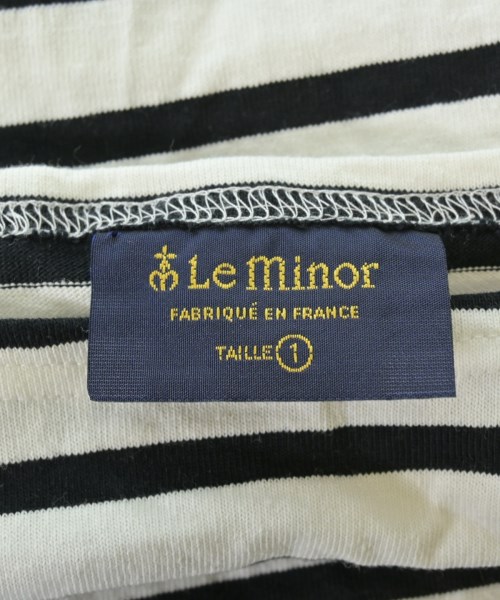 Le Minor
FABRIQUÉ EN FRANCE
TAILLE 1